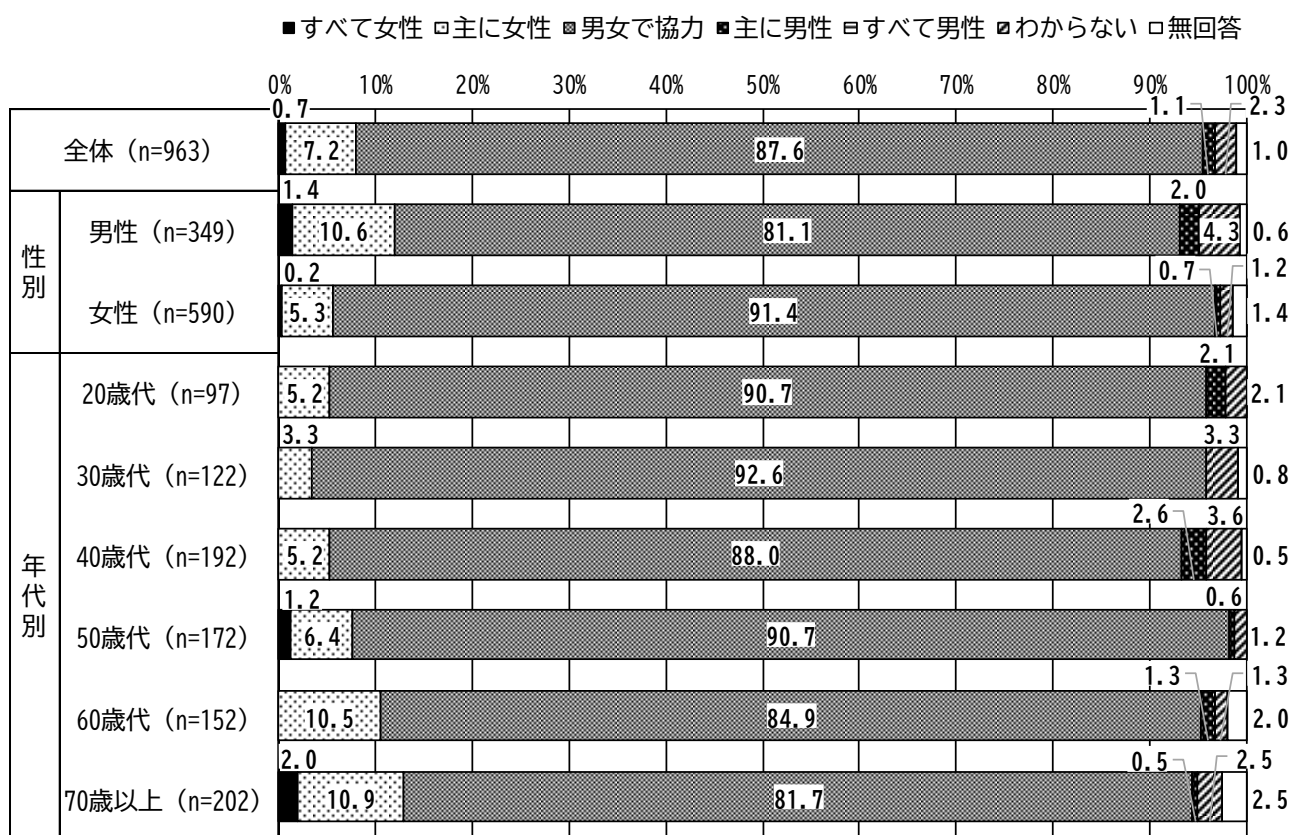 ■すべて女性 □主に女性 ▩男女で協力 ■主に男性 ⊟すべて男性 ▨わからない □無回答
0% 10% 20% 30% 40% 50% 60% 70% 80% 90% 100%
0.7 1.1 2.3
全体（n=963） 7.2 87.6 1.0
1.4 2.0
男性（n=349） 10.6 81.1 4.3 0.6
性別
0.2 0.7 1.2
女性（n=590） 5.3 91.4 1.4
2.1
20歳代（n=97） 5.2 90.7 2.1
3.3 3.3
30歳代（n=122） 92.6 0.8
2.6 3.6
40歳代（n=192） 5.2 88.0 0.5
年代別
1.2 0.6
50歳代（n=172） 6.4 90.7 1.2
1.3 1.3
60歳代（n=152） 10.5 84.9 2.0
2.0 0.5 2.5
70歳以上（n=202） 10.9 81.7 2.5